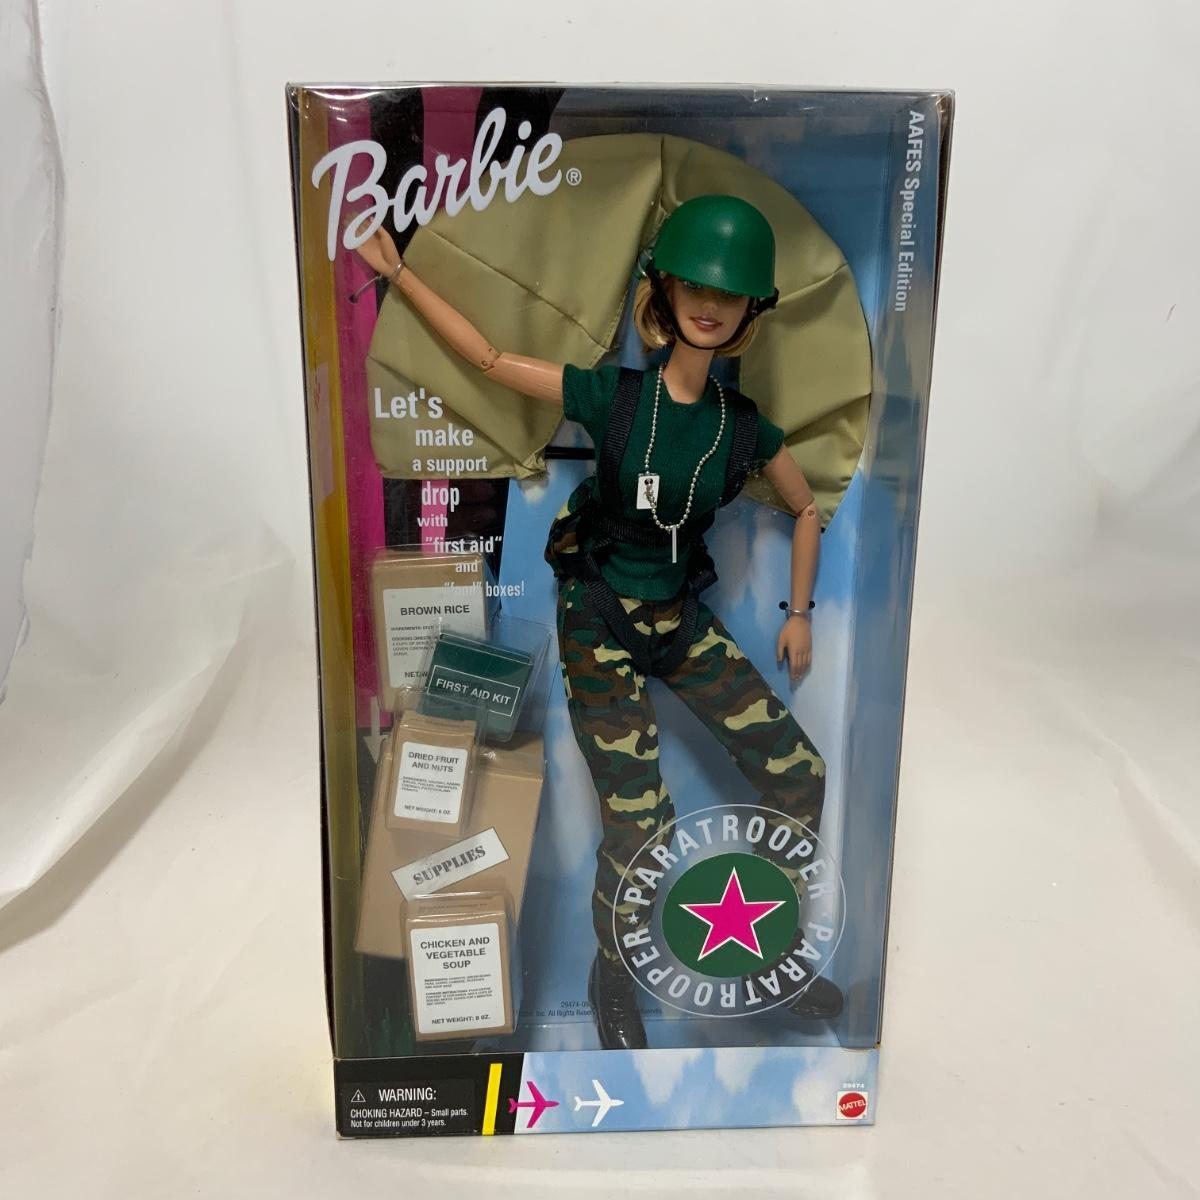 Barbie®
AAFES Special Edition
Let's
make
a support
drop
with
"first aid"
and
"food" boxes!
BROWN RICE
FIRST AID KIT
DRIED FRUIT
AND NUTS
NET WEIGHT: 6 OZ.
SUPPLIES
CHICKEN AND
VEGETABLE
SOUP
NET WEIGHT: 8 OZ.
PARATROOPER · PARATROOPER ★
⚠ WARNING:
CHOKING HAZARD – Small parts.
Not for children under 3 years.
29474
MATTEL